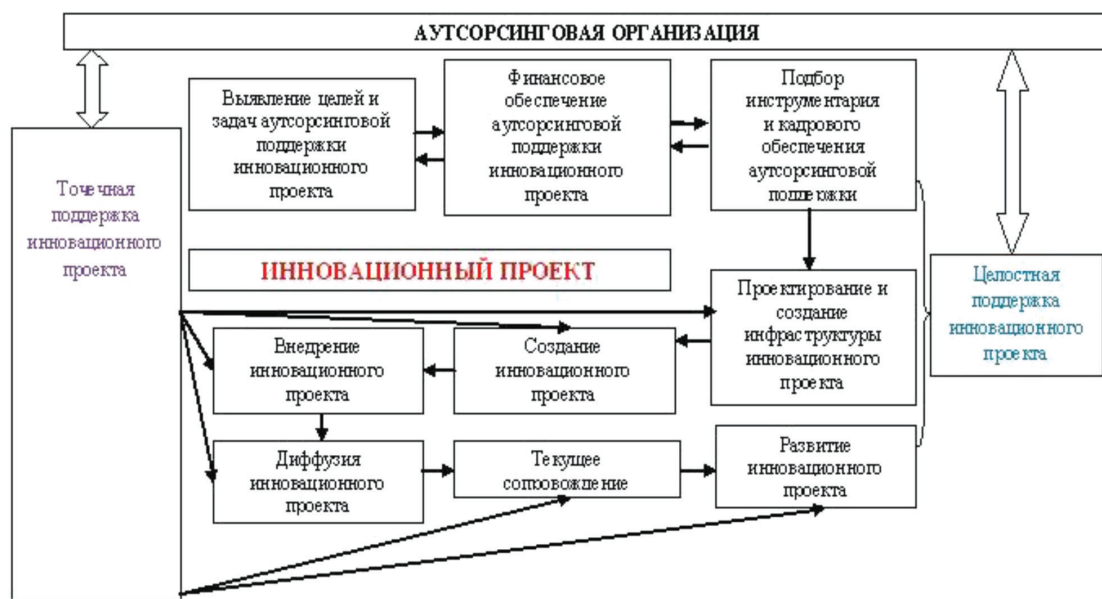 АУТСОРСИНГОВАЯ ОРГАНИЗАЦИЯ
Точечная
поддержка
инновационного
проекта
Выявление целей и
задач аутсорсинговой
поддержки
инновационного
проекта
Финансовое
обеспечение
аутсорсинговой
поддержки
инновационного
проекта
Подбор
инструментария
и кадрового
обеспечения
аутсорсинговой
поддержки
ИННОВАЦИОННЫЙ ПРОЕКТ
Проектирование и
создание
инфраструктуры
инновационного
проекта
Целостная
поддержка
инновационного
проекта
Внедрение
инновационного
проекта
Создание
инновационного
проекта
Диффузия
инновационного
проекта
Текущее
сопровождение
Развитие
инновационного
проекта